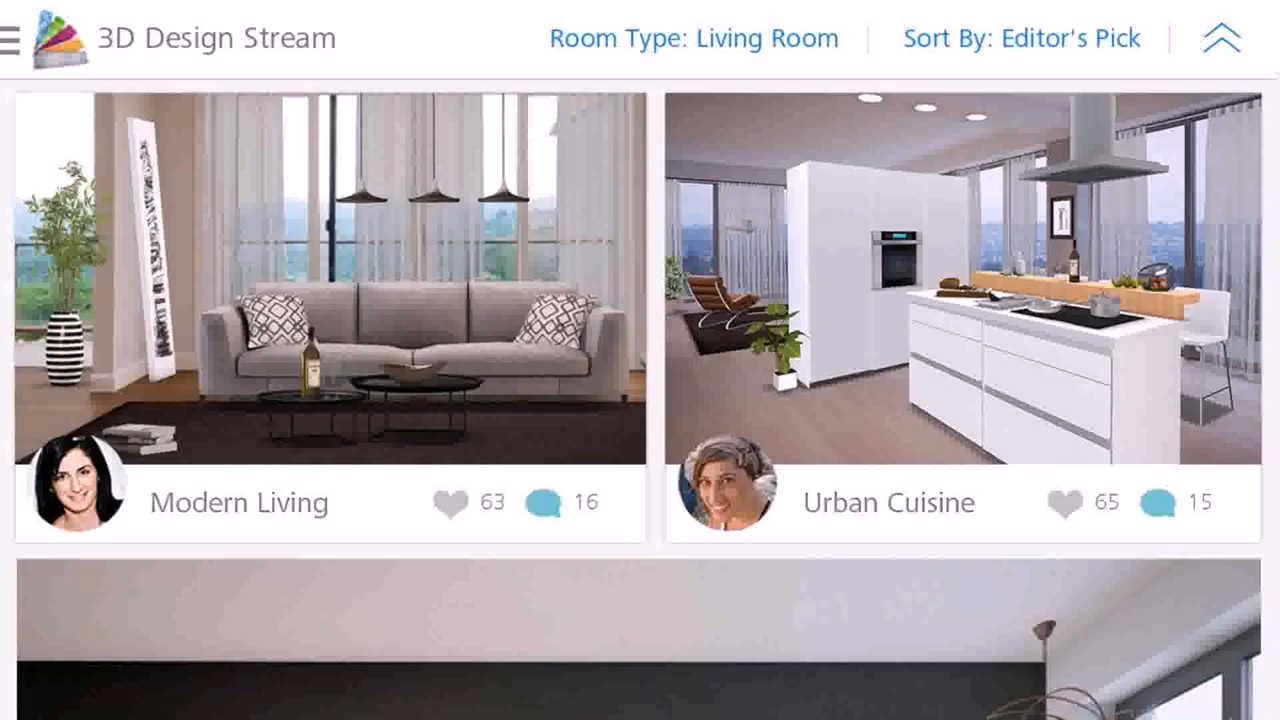 3D Design Stream
Room Type: Living Room
Sort By: Editor's Pick
Modern Living
63
16
Urban Cuisine
65
15